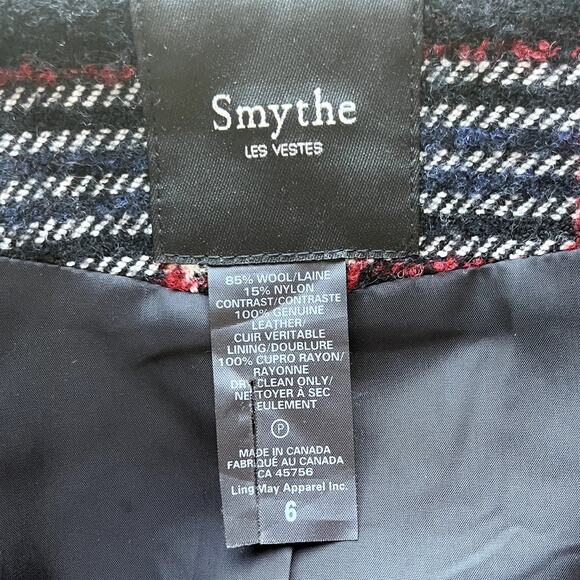 Smythe
LES VESTES
85% WOOL/LAINE
15% NYLON
CONTRAST/CONTRASTE
100% GENUINE
LEATHER/
CUIR VÉRITABLE
LINING/DOUBLURE
100% CUPRO RAYON/
RAYONNE
DRY CLEAN ONLY/
NETTOYER À SEC
SEULEMENT
P
MADE IN CANADA
FABRIQUÉ AU CANADA
CA 45756
Ling May Apparel Inc.
6